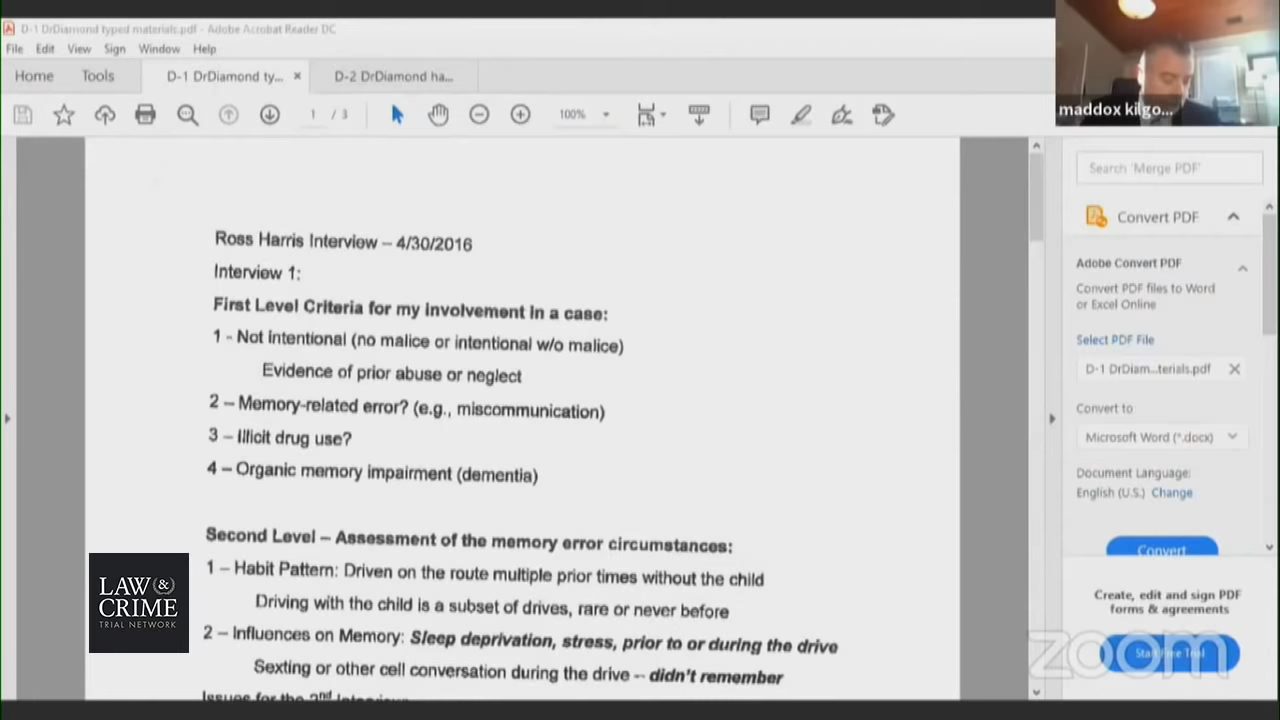 D-1 DrDiamond typed materials.pdf - Adobe Acrobat Reader DC
File Edit View Sign Window Help
Home Tools D-1 DrDiamond ty... × D-2 DrDiamond ha...
1 / 3 100%
maddox kilgo...
Ross Harris Interview – 4/30/2016
Interview 1:
First Level Criteria for my Involvement in a case:
1 - Not intentional (no malice or intentional w/o malice)
Evidence of prior abuse or neglect
2 – Memory-related error? (e.g., miscommunication)
3 – Illicit drug use?
4 – Organic memory impairment (dementia)
Second Level – Assessment of the memory error circumstances:
1 – Habit Pattern: Driven on the route multiple prior times without the child
Driving with the child is a subset of drives, rare or never before
2 – Influences on Memory: Sleep deprivation, stress, prior to or during the drive
Sexting or other cell conversation during the drive – didn't remember
Issues for the 2nd Interview
LAW &
CRIME
TRIAL NETWORK
Search 'Merge PDF'
Convert PDF
Adobe Convert PDF
Convert PDF files to Word
or Excel Online
Select PDF File
D-1 DrDiam...terials.pdf
Convert to
Microsoft Word (*.docx)
Document Language:
English (U.S.) Change
Convert
Create, edit and sign PDF
forms & agreements
Start Free Trial
zoom